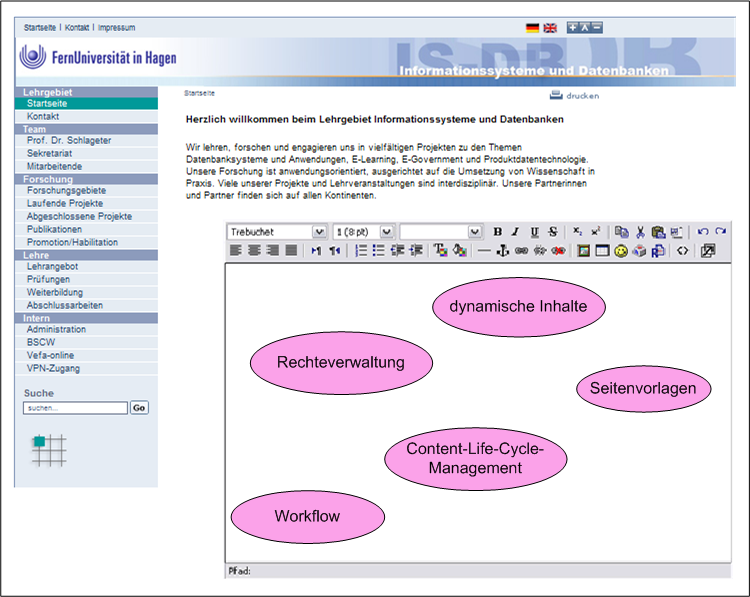 Startseite I Kontakt I Impressum
FernUniversität in Hagen
IS-DB
Informationssysteme und Datenbanken
Lehrgebiet
Startseite
Kontakt
Team
Prof. Dr. Schlageter
Sekretariat
Mitarbeitende
Forschung
Forschungsgebiete
Laufende Projekte
Abgeschlossene Projekte
Publikationen
Promotion/Habilitation
Lehre
Lehrangebot
Prüfungen
Weiterbildung
Abschlussarbeiten
Intern
Administration
BSCW
Vefa-online
VPN-Zugang
Suche
suchen...
Go
Startseite
drucken
Herzlich willkommen beim Lehrgebiet Informationssysteme und Datenbanken
Wir lehren, forschen und engagieren uns in vielfältigen Projekten zu den Themen
Datenbanksysteme und Anwendungen, E-Learning, E-Government und Produktdatentechnologie.
Unsere Forschung ist anwendungsorientiert, ausgerichtet auf die Umsetzung von Wissenschaft in
Praxis. Viele unserer Projekte und Lehrveranstaltungen sind interdisziplinär. Unsere Partnerinnen
und Partner finden sich auf allen Kontinenten.
Trebuchet 1 (8 pt) B I U S x₂ x²
dynamische Inhalte
Rechteverwaltung
Seitenvorlagen
Content-Life-Cycle-
Management
Workflow
Pfad: